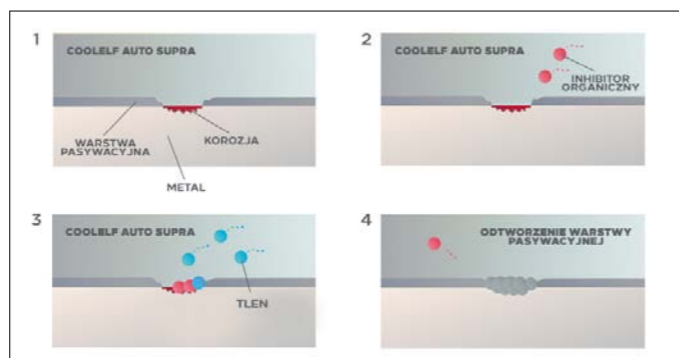 1
COOLELF AUTO SUPRA
WARSTWA
PASYWACYJNA
KOROZJA
METAL
2
COOLELF AUTO SUPRA
INHIBITOR
ORGANICZNY
3
COOLELF AUTO SUPRA
TLEN
4
ODTWORZENIE WARSTWY
PASYWACYJNEJ